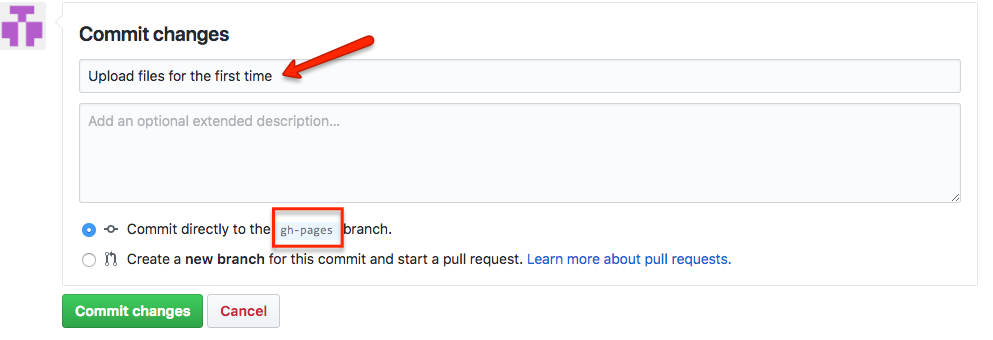 Commit changes
Upload files for the first time
Add an optional extended description...
Commit directly to the gh-pages branch.
Create a new branch for this commit and start a pull request. Learn more about pull requests.
Commit changes Cancel